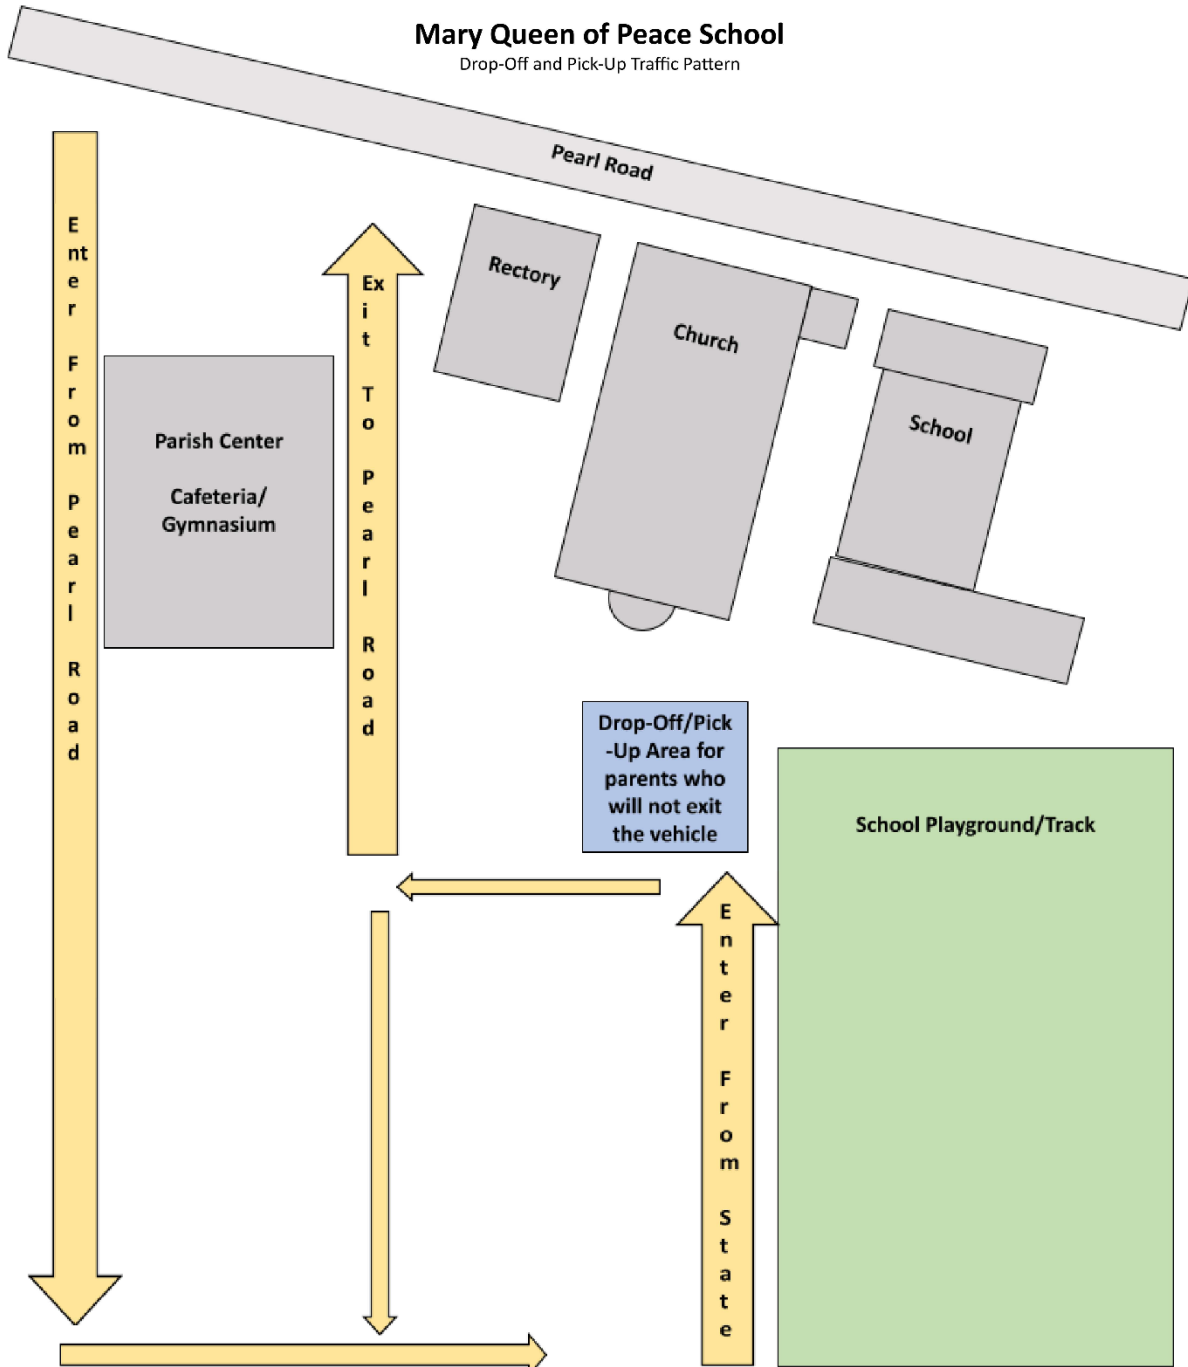 Mary Queen of Peace School
Drop-Off and Pick-Up Traffic Pattern
Pearl Road
Enter From Pearl Road
Exit To Pearl Road
Rectory
Church
School
Parish Center
Cafeteria/
Gymnasium
Drop-Off/Pick
-Up Area for
parents who
will not exit
the vehicle
School Playground/Track
Enter From State